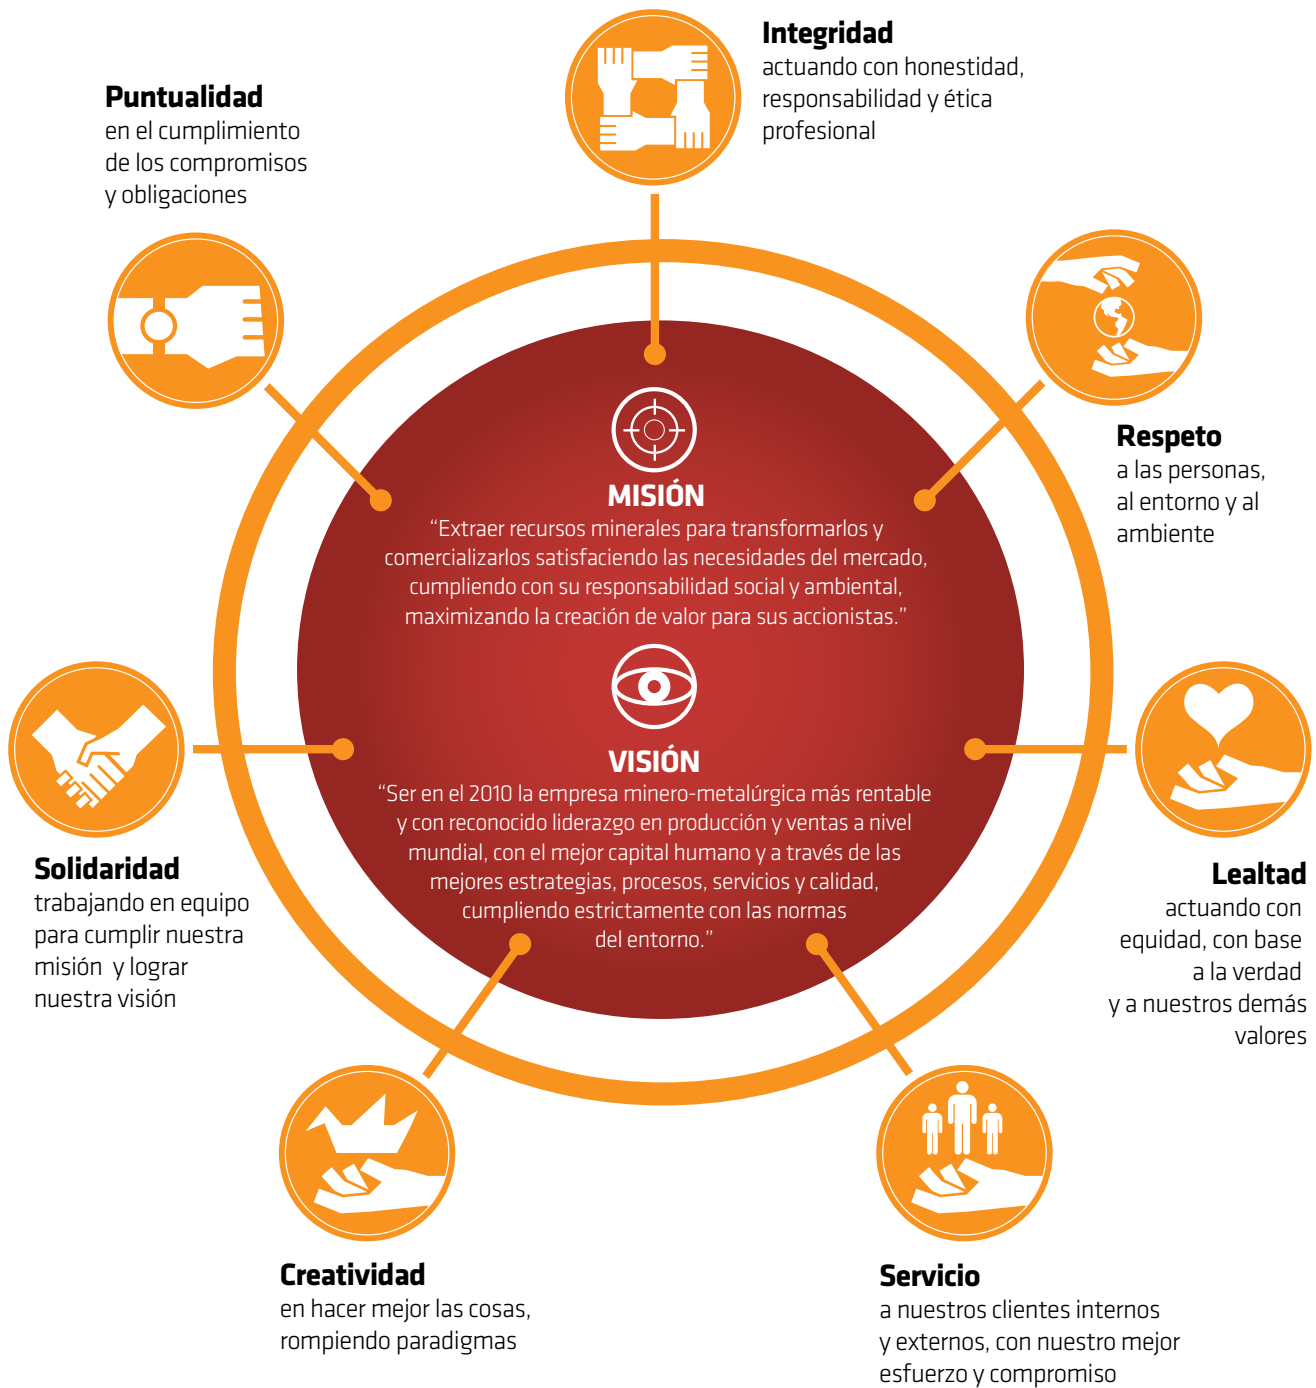 Integridad
actuando con honestidad,
responsabilidad y ética
profesional
Puntualidad
en el cumplimiento
de los compromisos
y obligaciones
Respeto
a las personas,
al entorno y al
ambiente
MISIÓN
“Extraer recursos minerales para transformarlos y
comercializarlos satisfaciendo las necesidades del mercado,
cumpliendo con su responsabilidad social y ambiental,
maximizando la creación de valor para sus accionistas.”
VISIÓN
“Ser en el 2010 la empresa minero-metalúrgica más rentable
y con reconocido liderazgo en producción y ventas a nivel
mundial, con el mejor capital humano y a través de las
mejores estrategias, procesos, servicios y calidad,
cumpliendo estrictamente con las normas
del entorno.”
Solidaridad
trabajando en equipo
para cumplir nuestra
misión y lograr
nuestra visión
Lealtad
actuando con
equidad, con base
a la verdad
y a nuestros demás
valores
Creatividad
en hacer mejor las cosas,
rompiendo paradigmas
Servicio
a nuestros clientes internos
y externos, con nuestro mejor
esfuerzo y compromiso